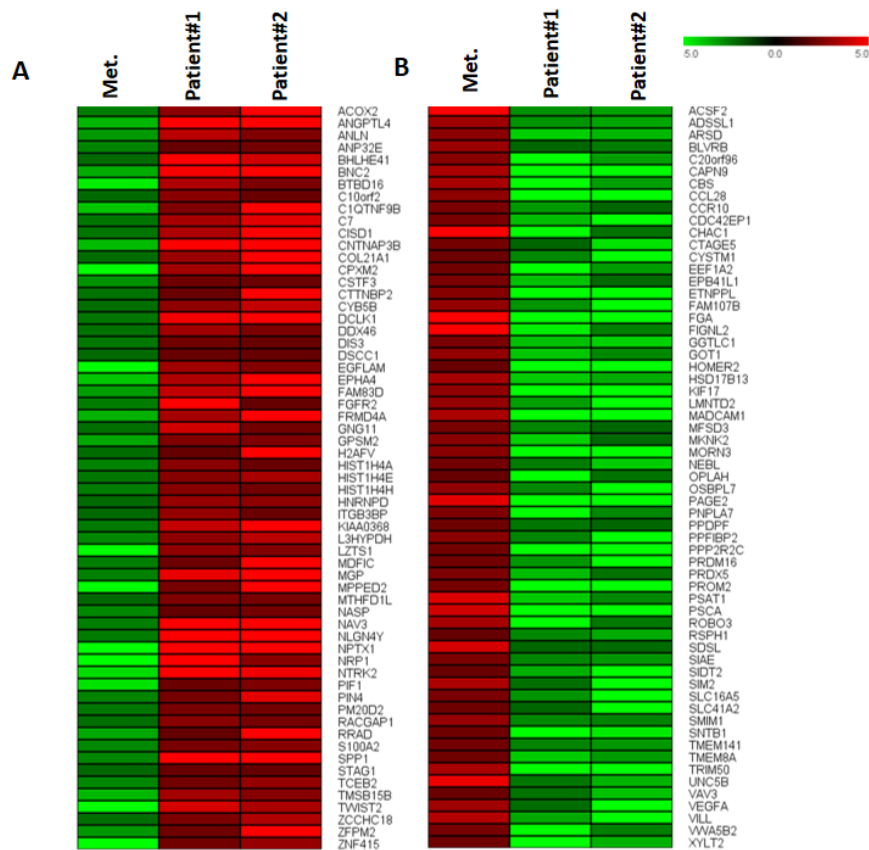 A
Met.
Patient#1
Patient#2
B
Met.
Patient#1
Patient#2
5.0 0.0 5.0
ACOX2
ANGPTL4
ANLN
ANP32E
BHLHE41
BNC2
BTBD16
C10orf2
C1QTNF9B
C7
CISD1
CNTNAP3B
COL21A1
CPXM2
CSTF3
CTTNBP2
CYB5B
DCLK1
DDX46
DIS3
DSCC1
EGFLAM
EPHA4
FAM83D
FGFR2
FRMD4A
GNG11
GPSM2
H2AFV
HIST1H4A
HIST1H4E
HIST1H4H
HNRNPD
ITGB3BP
KIAA0368
L3HYPDH
LZTS1
MDFIC
MGP
MPPED2
MTHFD1L
NASP
NAV3
NLGN4Y
NPTX1
NRP1
NTRK2
PIF1
PIN4
PM20D2
RACGAP1
RRAD
S100A2
SPP1
STAG1
TCEB2
TMSB15B
TWIST2
ZCCHC18
ZFPM2
ZNF415
ACSF2
ADSSL1
ARSD
BLVRB
C20orf96
CAPN9
CBS
CCL28
CCR10
CDC42EP1
CHAC1
CTAGE5
CYSTM1
EEF1A2
EPB41L1
ETNPPL
FAM107B
FGA
FIGNL2
GGTLC1
GOT1
HOMER2
HSD17B13
KIF17
LMNTD2
MADCAM1
MFSD3
MKNK2
MORN3
NEBL
OPLAH
OSBPL7
PAGE2
PNPLA7
PPDPF
PPFIBP2
PPP2R2C
PRDM16
PRDX5
PROM2
PSAT1
PSCA
ROBO3
RSPH1
SDSL
SIAE
SIDT2
SIM2
SLC16A5
SLC41A2
SMIM1
SNTB1
TMEM141
TMEM8A
TRIM50
UNC5B
VAV3
VEGFA
VILL
VWA5B2
XYLT2